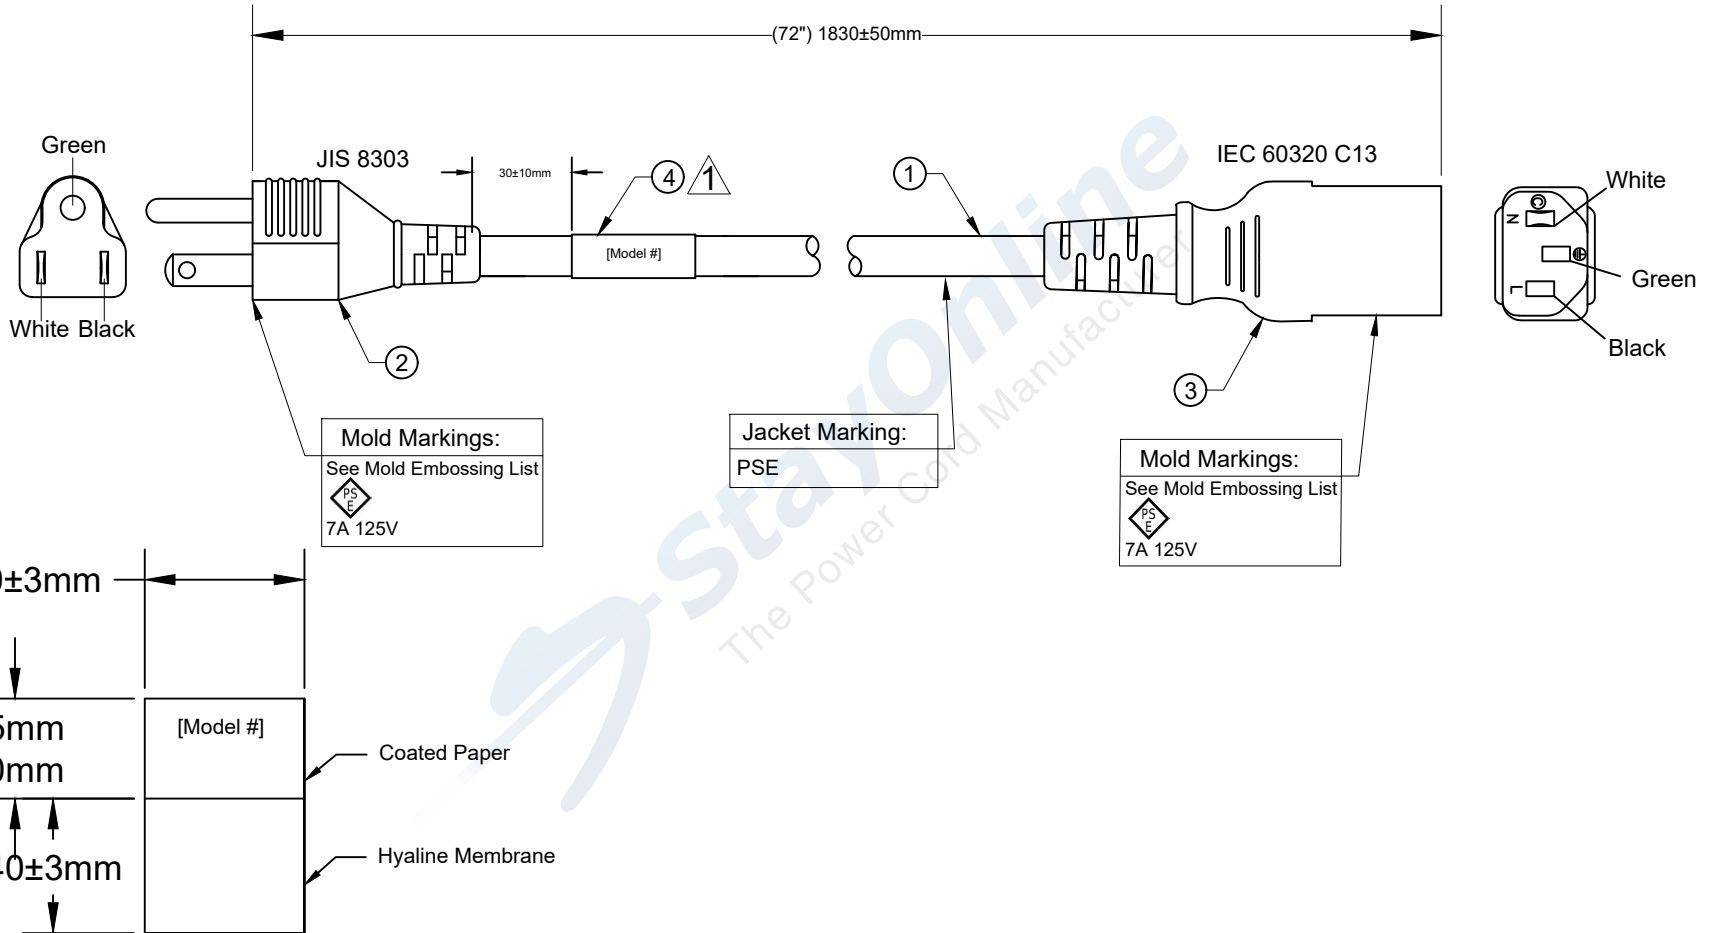 (72") 1830±50mm
Green
JIS 8303
30±10mm
4
1
1
IEC 60320 C13
White
N
[Model #]
Green
L
White Black
Black
2
3
Mold Markings:
See Mold Embossing List
PS
E
7A 125V
Jacket Marking:
PSE
Mold Markings:
See Mold Embossing List
PS
E
7A 125V
StayOnline
The Power Cord Manufacturer
±3mm
[Model #]
5mm
0mm
Coated Paper
40±3mm
Hyaline Membrane